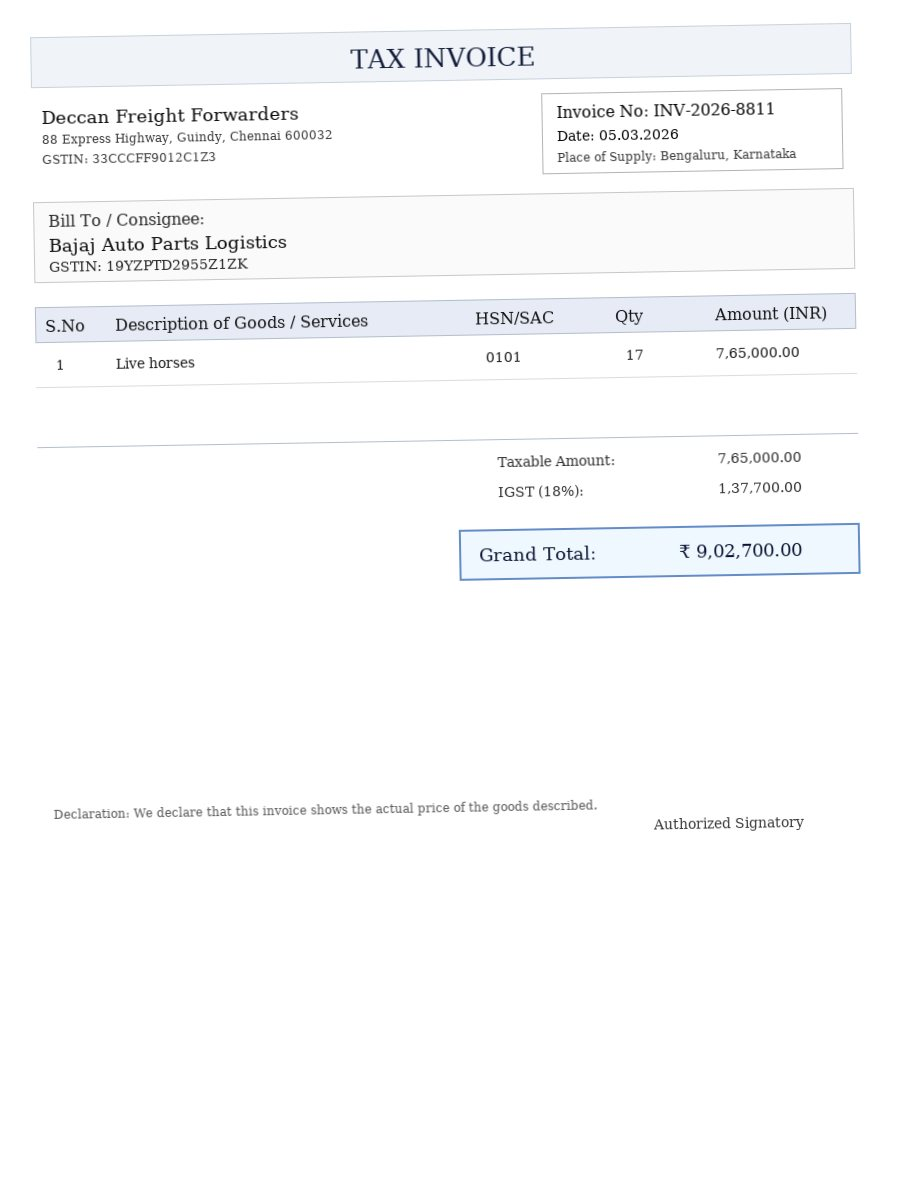 TAX INVOICE
Deccan Freight Forwarders
88 Express Highway, Guindy, Chennai 600032
GSTIN: 33CCCFF9012C1Z3
Invoice No: INV-2026-8811
Date: 05.03.2026
Place of Supply: Bengaluru, Karnataka
Bill To / Consignee:
Bajaj Auto Parts Logistics
GSTIN: 19YZPTD2955Z1ZK
S.No Description of Goods / Services HSN/SAC Qty Amount (INR)
1 Live horses 0101 17 7,65,000.00
Taxable Amount: 7,65,000.00
IGST (18%): 1,37,700.00
Grand Total: ₹ 9,02,700.00
Declaration: We declare that this invoice shows the actual price of the goods described.
Authorized Signatory